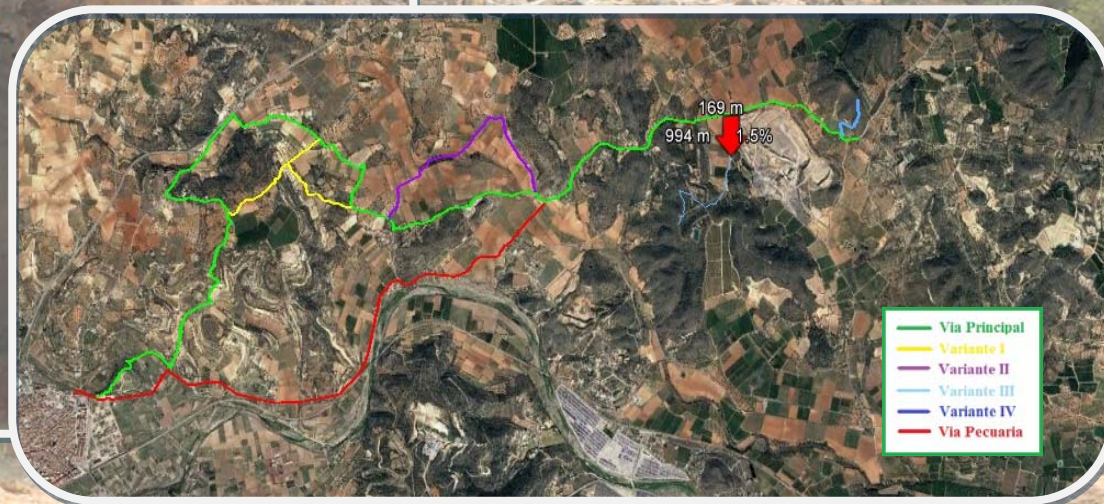 169 m
994 m 1.5%
Via Principal
Variante I
Variante II
Variante III
Variante IV
Via Pecuaria